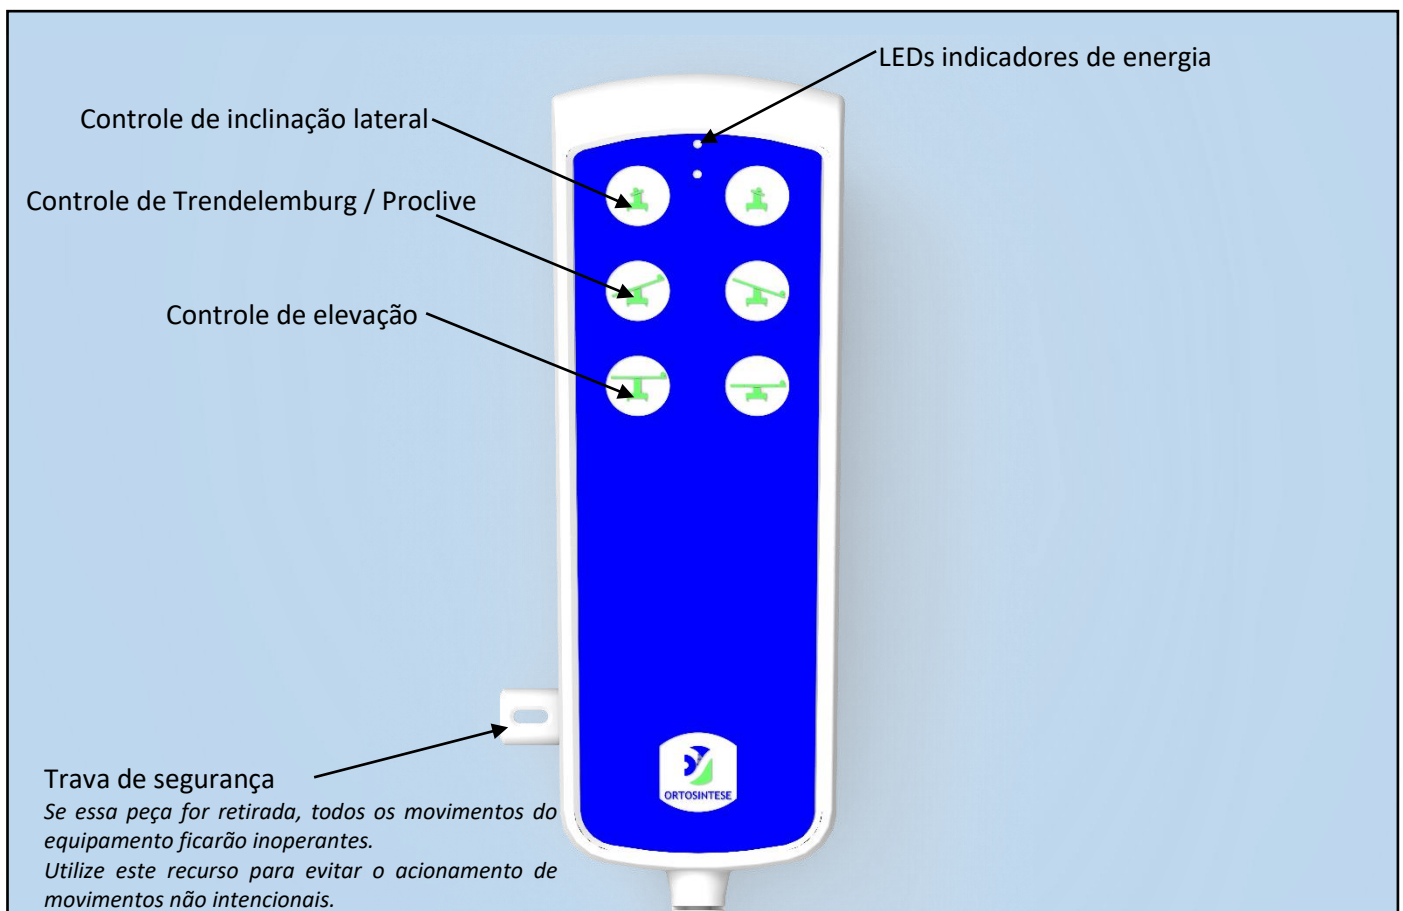 LEDs indicadores de energia
Controle de inclinação lateral
Controle de Trendelemburg / Proclive
Controle de elevação
Trava de segurança
Se essa peça for retirada, todos os movimentos do
equipamento ficarão inoperantes.
Utilize este recurso para evitar o acionamento de
movimentos não intencionais.
ORTOSINTESE